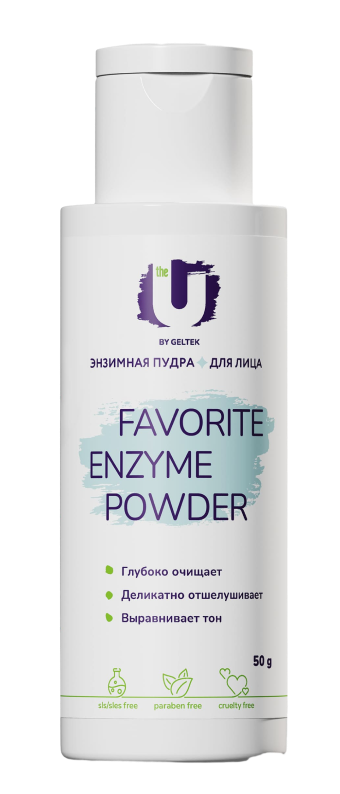 the U
BY GELTEK
ЭНЗИМНАЯ ПУДРА ДЛЯ ЛИЦА
FAVORITE
ENZYME
POWDER
Глубоко очищает
Деликатно отшелушивает
Выравнивает тон
50 g
sls/sles free paraben free cruelty free